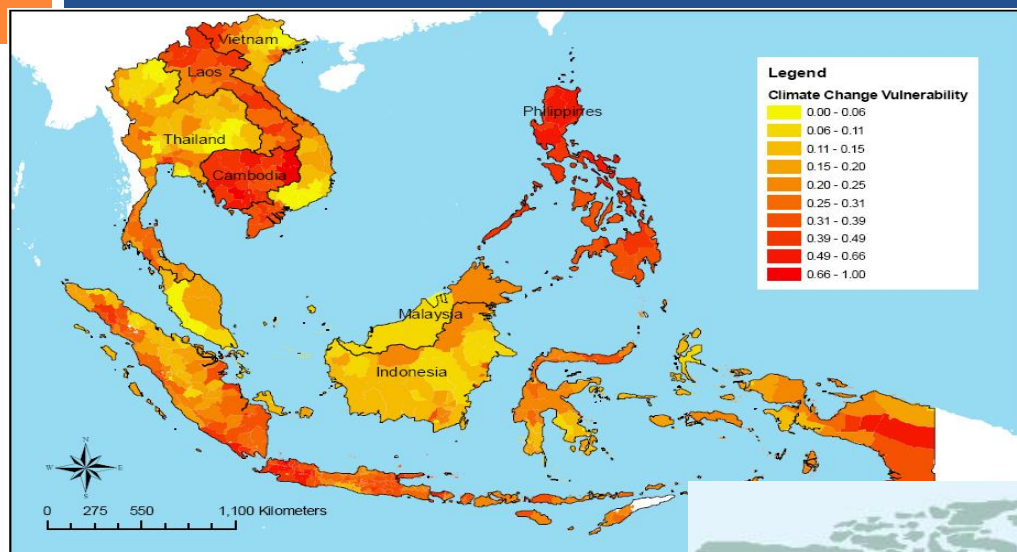 Vietnam
Laos
Thailand
Cambodia
Philippires
Malaysia
Indonesia
Legend
Climate Change Vulnerability
0.00 - 0.06
0.06 - 0.11
0.11 - 0.15
0.15 - 0.20
0.20 - 0.25
0.25 - 0.31
0.31 - 0.39
0.39 - 0.49
0.49 - 0.66
0.66 - 1.00
N
W E
S
0 275 550 1,100 Kilometers